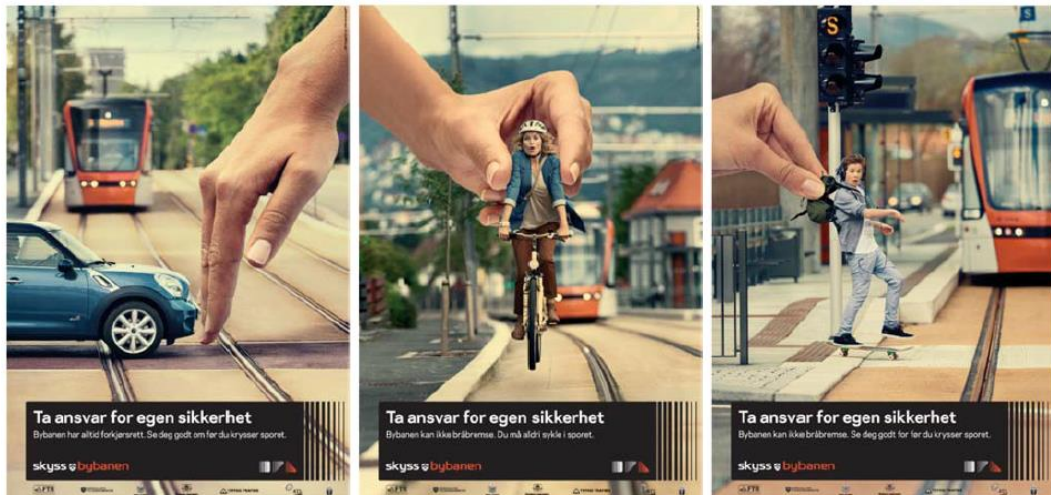 Ta ansvar for egen sikkerhet
Bybanen har alltid forkjørsrett. Se deg godt om før du krysser sporet.
skyss bybanen
Ta ansvar for egen sikkerhet
Bybanen kan ikke bråbremse. Du må aldri sykle i sporet.
skyss bybanen
S
S
Ta ansvar for egen sikkerhet
Bybanen kan ikke bråbremse. Se deg godt for før du krysser sporet.
skyss bybanen